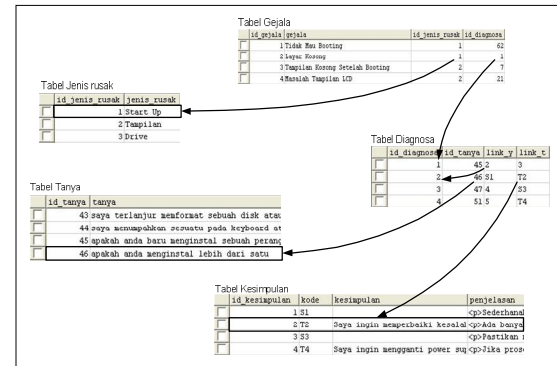 Tabel Gejala
id_gejala gejala id_jenis_rusak id_diagnosa
1 Tidak Mau Booting 1 62
2 Layar Kosong 1 1
3 Tampilan Kosong Setelah Booting 2 7
4 Masalah Tampilan LCD 2 21
Tabel Jenis rusak
id_jenis_rusak jenis_rusak
1 Start Up
2 Tampilan
3 Drive
Tabel Diagnosa
id_diagnosa id_tanya link_y link_t
1 45 2 3
2 46 S1 T2
3 47 4 S3
4 51 5 T4
Tabel Tanya
id_tanya tanya
43 saya terlanjur memformat sebuah disk atau
44 saya menumpahkan sesuatu pada keyboard at
45 apakah anda baru menginstal sebuah perang
46 apakah anda menginstal lebih dari satu
Tabel Kesimpulan
id_kesimpulan kode kesimpulan penjelasan
1 S1 <p>Sederhanal
2 T2 Saya ingin memperbaiki kesalal <p>Ada banya
3 S3 <p>Pastikan
4 T4 Saya ingin mengganti power sup <p>Jika pros